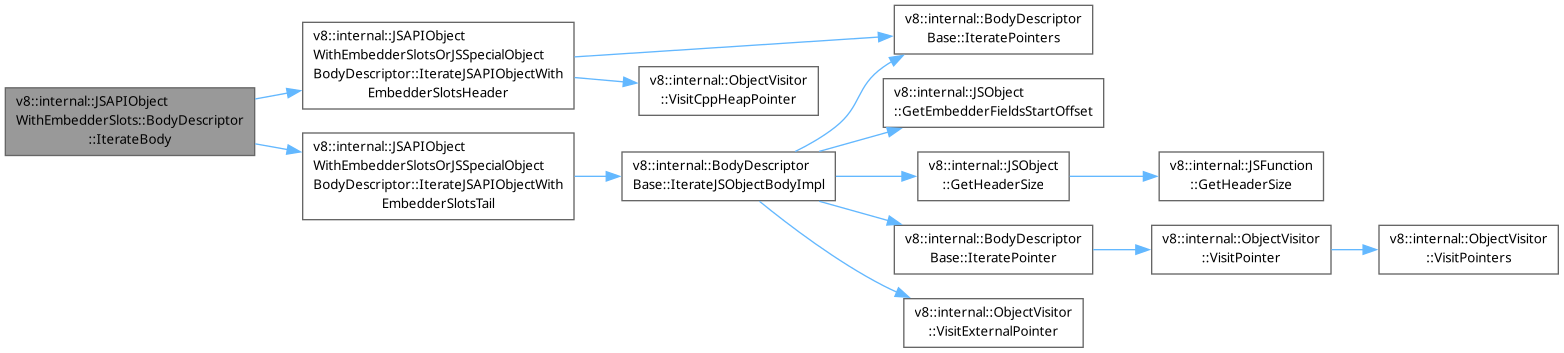 v8::internal::JSAPIObject
WithEmbedderSlots::BodyDescriptor
::IterateBody
v8::internal::JSAPIObject
WithEmbedderSlotsOrJSSpecialObject
BodyDescriptor::IterateJSAPIObjectWith
EmbedderSlotsHeader
v8::internal::BodyDescriptor
Base::IteratePointers
v8::internal::ObjectVisitor
::VisitCppHeapPointer
v8::internal::JSAPIObject
WithEmbedderSlotsOrJSSpecialObject
BodyDescriptor::IterateJSAPIObjectWith
EmbedderSlotsTail
v8::internal::BodyDescriptor
Base::IterateJSObjectBodyImpl
v8::internal::JSObject
::GetEmbedderFieldsStartOffset
v8::internal::JSObject
::GetHeaderSize
v8::internal::JSFunction
::GetHeaderSize
v8::internal::BodyDescriptor
Base::IteratePointer
v8::internal::ObjectVisitor
::VisitPointer
v8::internal::ObjectVisitor
::VisitPointers
v8::internal::ObjectVisitor
::VisitExternalPointer